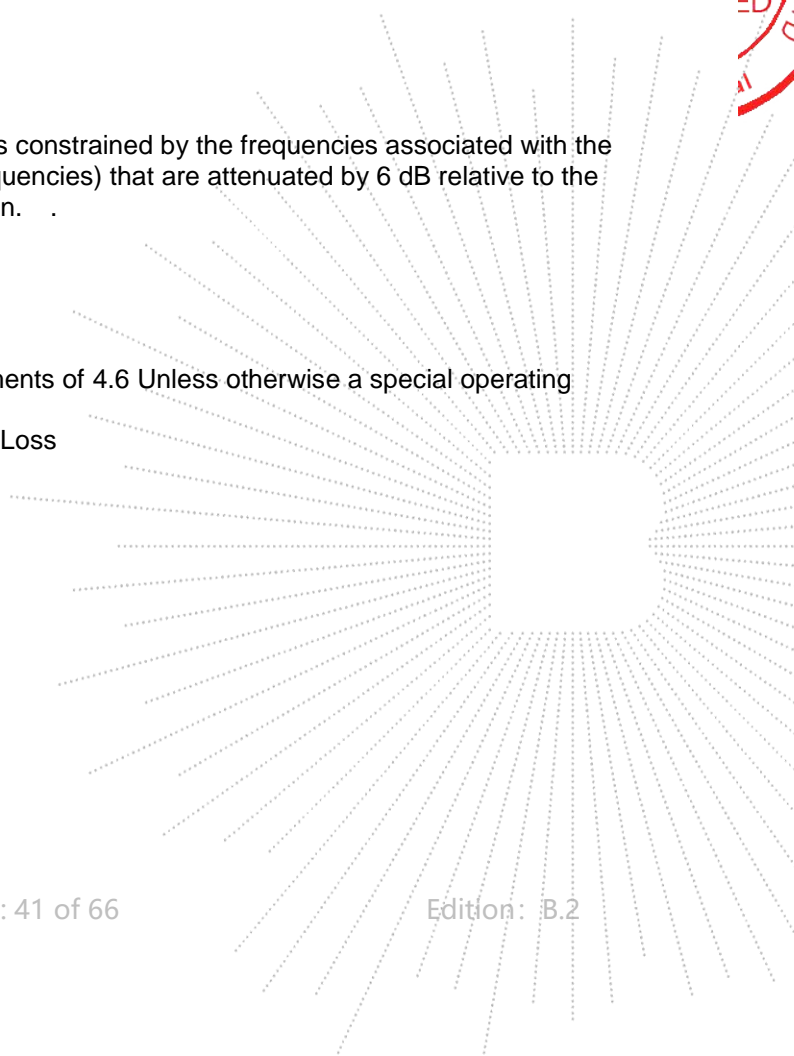 s constrained by the frequencies associated with the
quencies) that are attenuated by 6 dB relative to the
n. .
nents of 4.6 Unless otherwise a special operating
Loss
: 41 of 66 Edition: B.2